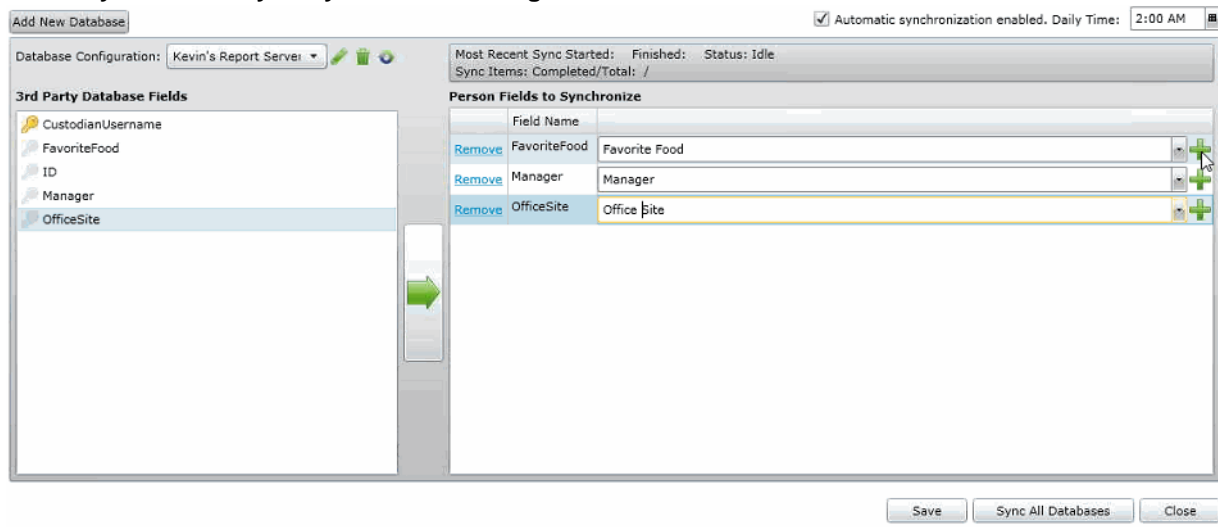 Add New Database
Automatic synchronization enabled. Daily Time: 2:00 AM
Database Configuration: Kevin's Report Server
Most Recent Sync Started: Finished: Status: Idle
Sync Items: Completed/Total: /
3rd Party Database Fields
Person Fields to Synchronize
CustodianUsername
FavoriteFood
ID
Manager
OfficeSite
Field Name
Remove FavoriteFood Favorite Food
Remove Manager Manager
Remove OfficeSite Office Site
Save Sync All Databases Close